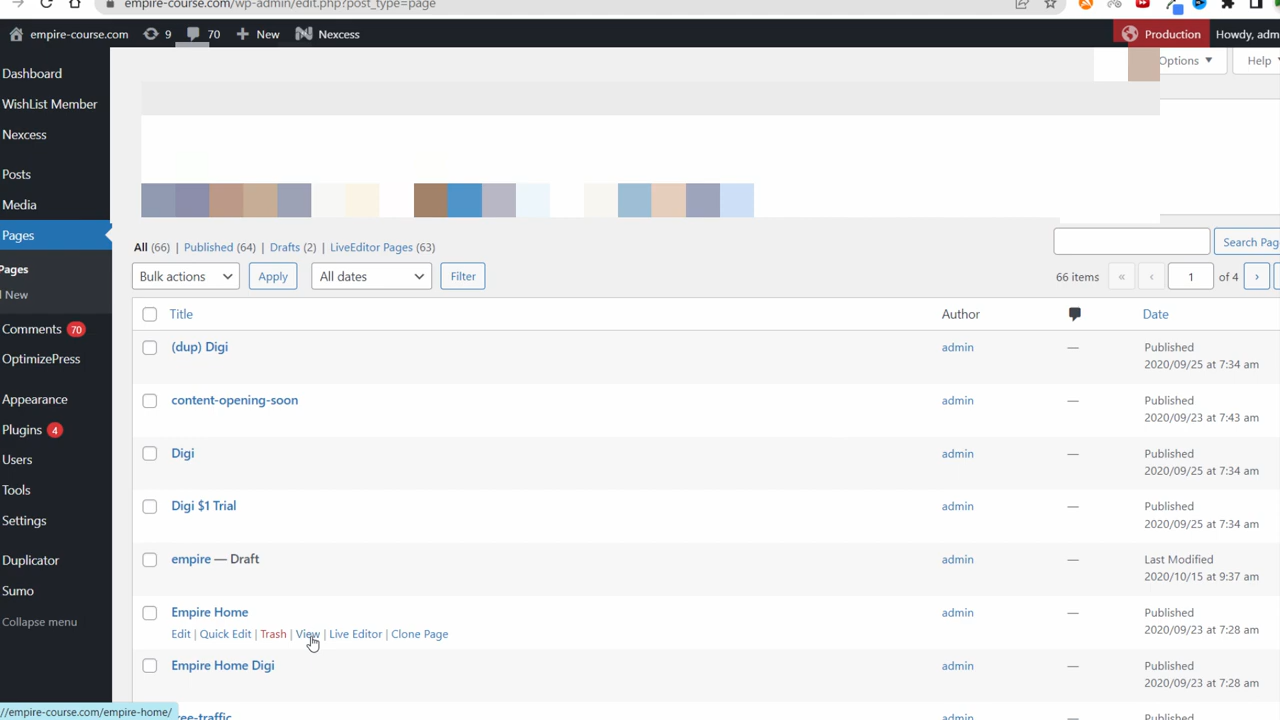 empire-course.com/wp-admin/edit.php?post_type=page
empire-course.com 9 70 New Nexcess Production Howdy, adm
Options Help
Dashboard
WishList Member
Nexcess
Posts
Media
Pages
Pages
New
Comments 70
OptimizePress
Appearance
Plugins 4
Users
Tools
Settings
Duplicator
Sumo
Collapse menu
All (66) | Published (64) | Drafts (2) | LiveEditor Pages (63)
Search Pag
Bulk actions Apply All dates Filter 66 items « ‹ 1 of 4 ›
Title Author Date
(dup) Digi admin — Published
2020/09/25 at 7:34 am
content-opening-soon admin — Published
2020/09/23 at 7:43 am
Digi admin — Published
2020/09/25 at 7:34 am
Digi $1 Trial admin — Published
2020/09/25 at 7:34 am
empire — Draft admin — Last Modified
2020/10/15 at 9:37 am
Empire Home admin — Published
Edit | Quick Edit | Trash | View | Live Editor | Clone Page 2020/09/23 at 7:28 am
Empire Home Digi admin — Published
2020/09/23 at 7:28 am
//empire-course.com/empire-home/
ree-traffic admin Published